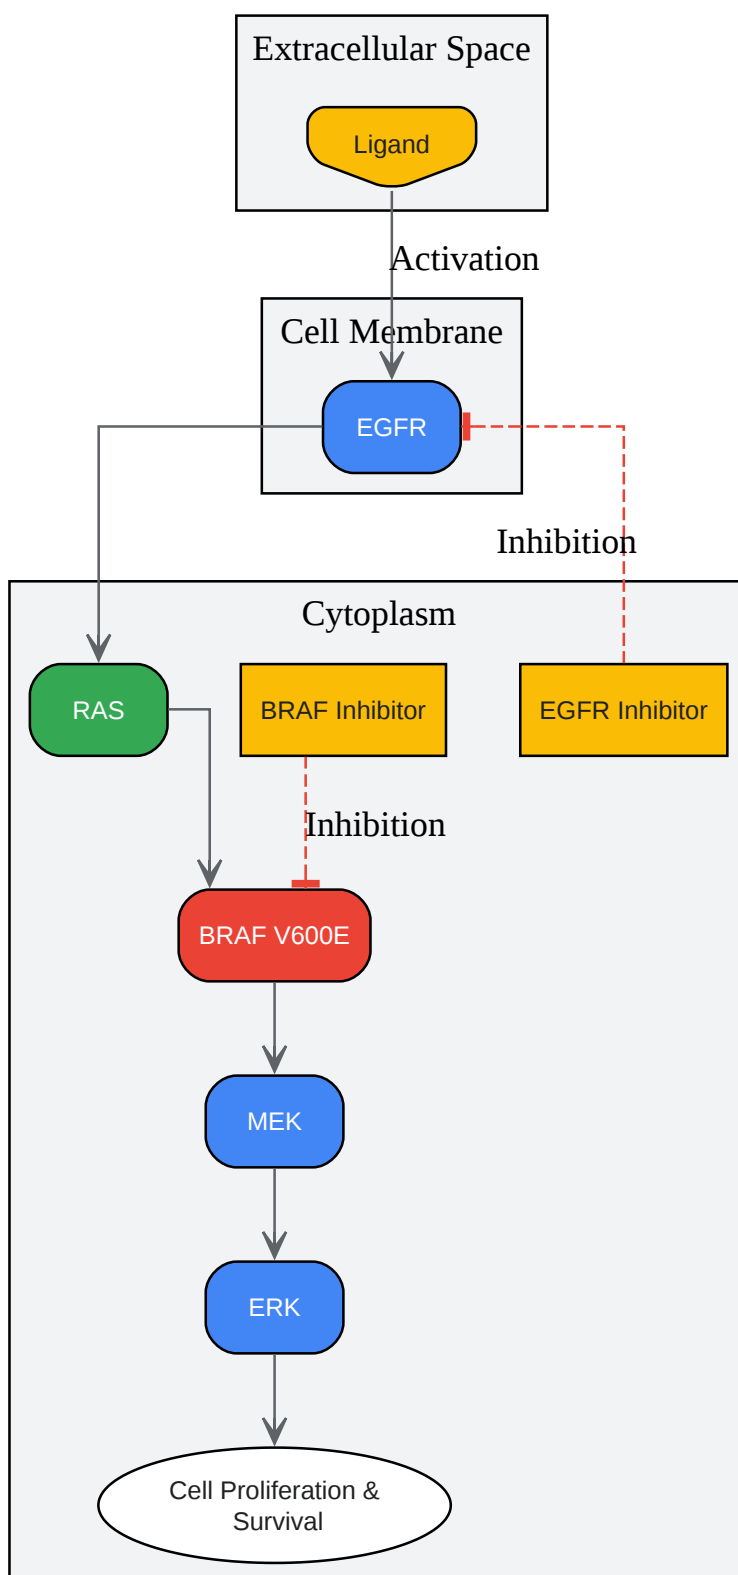 Extracellular Space
Ligand
Activation
Cell Membrane
EGFR
Inhibition
Cytoplasm
RAS
BRAF Inhibitor
EGFR Inhibitor
Inhibition
BRAF V600E
MEK
ERK
Cell Proliferation &
Survival